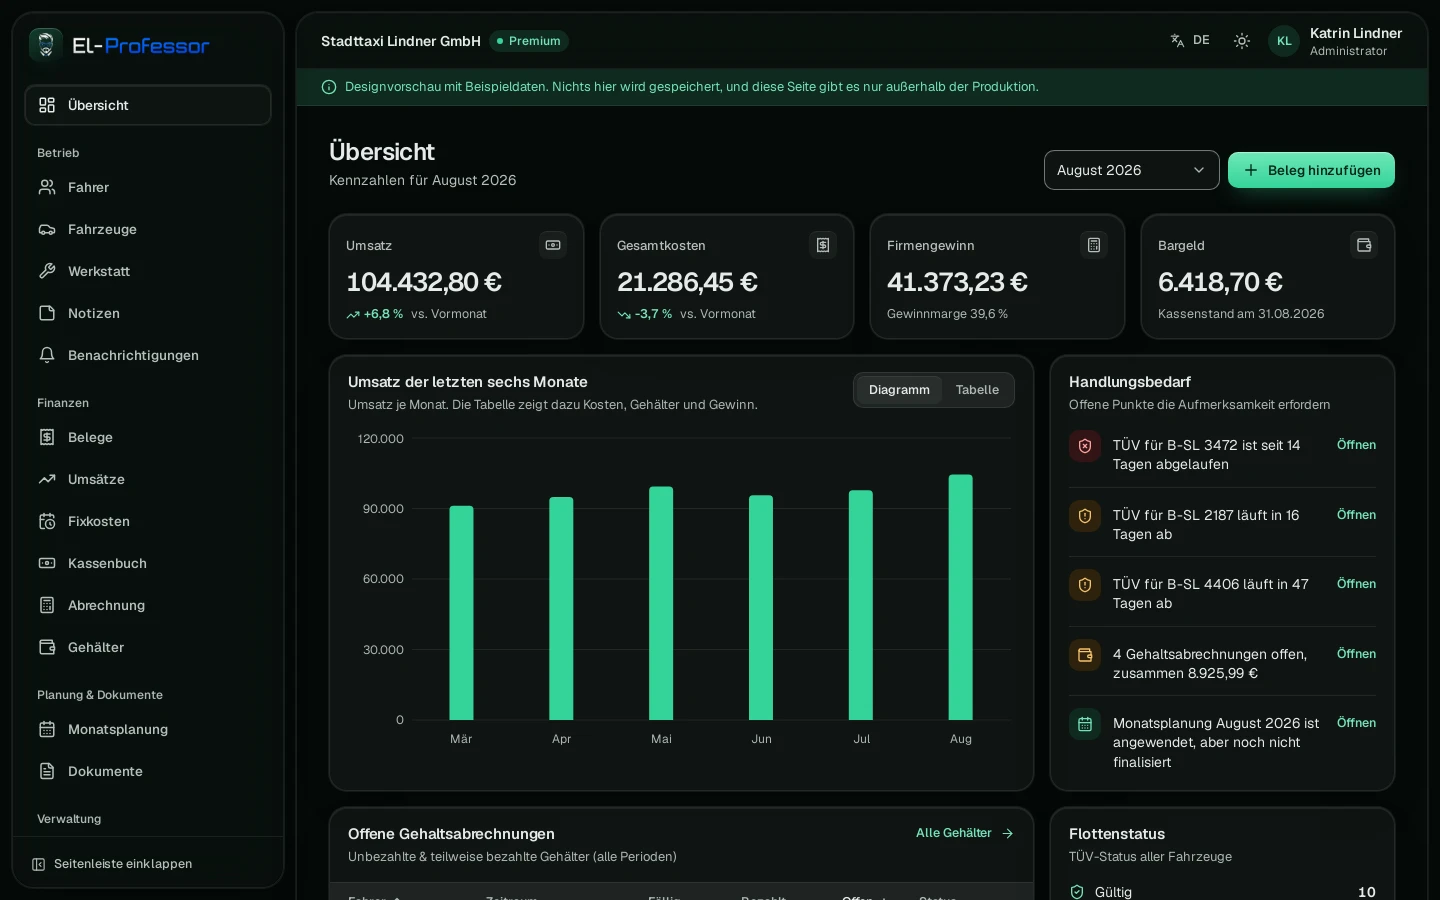 El-Professor
Übersicht
Betrieb
Fahrer
Fahrzeuge
Werkstatt
Notizen
Benachrichtigungen
Finanzen
Belege
Umsätze
Fixkosten
Kassenbuch
Abrechnung
Gehälter
Planung & Dokumente
Monatsplanung
Dokumente
Verwaltung
Seitenleiste einklappen
Stadttaxi Lindner GmbH
Premium
DE
KL
Katrin Lindner
Administrator
Designvorschau mit Beispieldaten. Nichts hier wird gespeichert, und diese Seite gibt es nur außerhalb der Produktion.
Übersicht
Kennzahlen für August 2026
August 2026
Beleg hinzufügen
Umsatz
104.432,80 €
+6,8 % vs. Vormonat
Gesamtkosten
21.286,45 €
-3,7 % vs. Vormonat
Firmengewinn
41.373,23 €
Gewinnmarge 39,6 %
Bargeld
6.418,70 €
Kassenstand am 31.08.2026
Umsatz der letzten sechs Monate
Umsatz je Monat. Die Tabelle zeigt dazu Kosten, Gehälter und Gewinn.
Diagramm
Tabelle
120.000
90.000
60.000
30.000
0
Mär
Apr
Mai
Jun
Jul
Aug
Handlungsbedarf
Offene Punkte die Aufmerksamkeit erfordern
TÜV für B-SL 3472 ist seit 14
Tagen abgelaufen
Öffnen
TÜV für B-SL 2187 läuft in 16
Tagen ab
Öffnen
TÜV für B-SL 4406 läuft in 47
Tagen ab
Öffnen
4 Gehaltsabrechnungen offen,
zusammen 8.925,99 €
Öffnen
Monatsplanung August 2026 ist
angewendet, aber noch nicht
finalisiert
Öffnen
Offene Gehaltsabrechnungen
Unbezahlte & teilweise bezahlte Gehälter (alle Perioden)
Alle Gehälter
Flottenstatus
TÜV-Status aller Fahrzeuge
Gültig
10